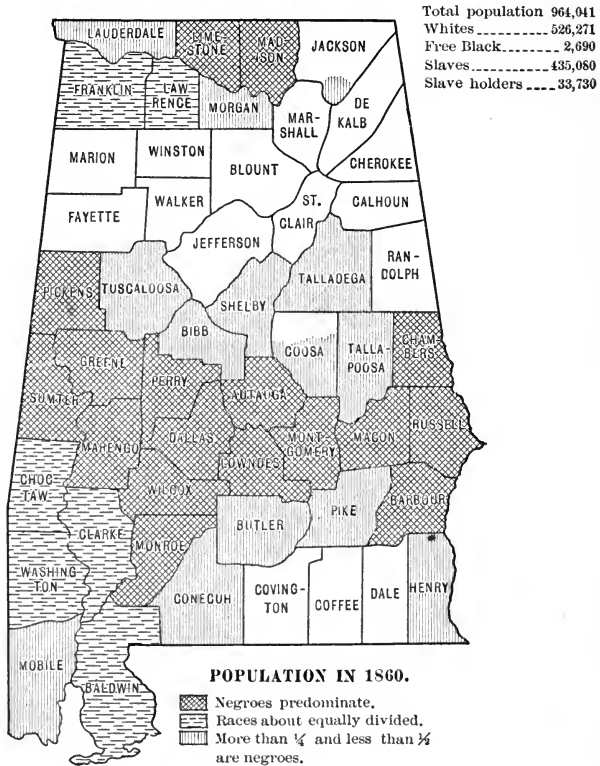 Total population 964,041
Whites 526,271
Free Black 2,690
Slaves 435,080
Slave holders 33,730
LAUDERDALE
LIME-
STONE
MAD-
ISON
JACKSON
FRANKLIN
LAW-
RENCE
MORGAN
MAR-
SHALL
DE
KALB
MARION
WINSTON
BLOUNT
CHEROKEE
FAYETTE
WALKER
ST.
CLAIR
CALHOUN
JEFFERSON
RAN-
DOLPH
PICKENS
TUSCALOOSA
SHELBY
TALLADEGA
BIBB
COOSA
TALLA-
POOSA
CHAM-
BERS
GREENE
SUMTER
PERRY
AUTAUGA
MARENGO
DALLAS
LOWNDES
MONT-
GOMERY
MACON
RUSSELL
CHOC-
TAW
WILCOX
BARBOUR
CLARKE
MONROE
BUTLER
PIKE
WASHING
TON
CONECUH
COVING-
TON
COFFEE
DALE
HENRY
MOBILE
BALDWIN
POPULATION IN 1860.
Negroes predominate.
Races about equally divided.
More than ¼ and less than ½
are negroes.